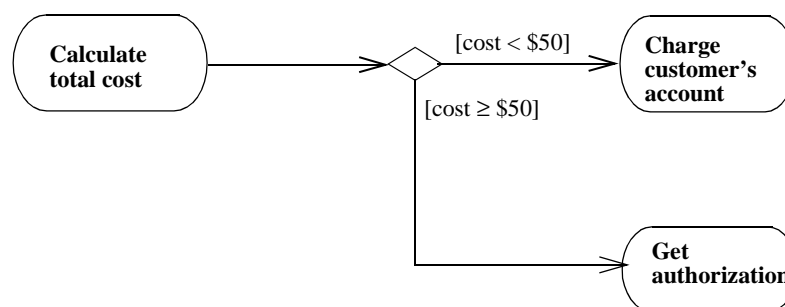 Calculate
total cost
[cost < $50]
Charge
customer’s
account
[cost ≥ $50]
Get
authorization